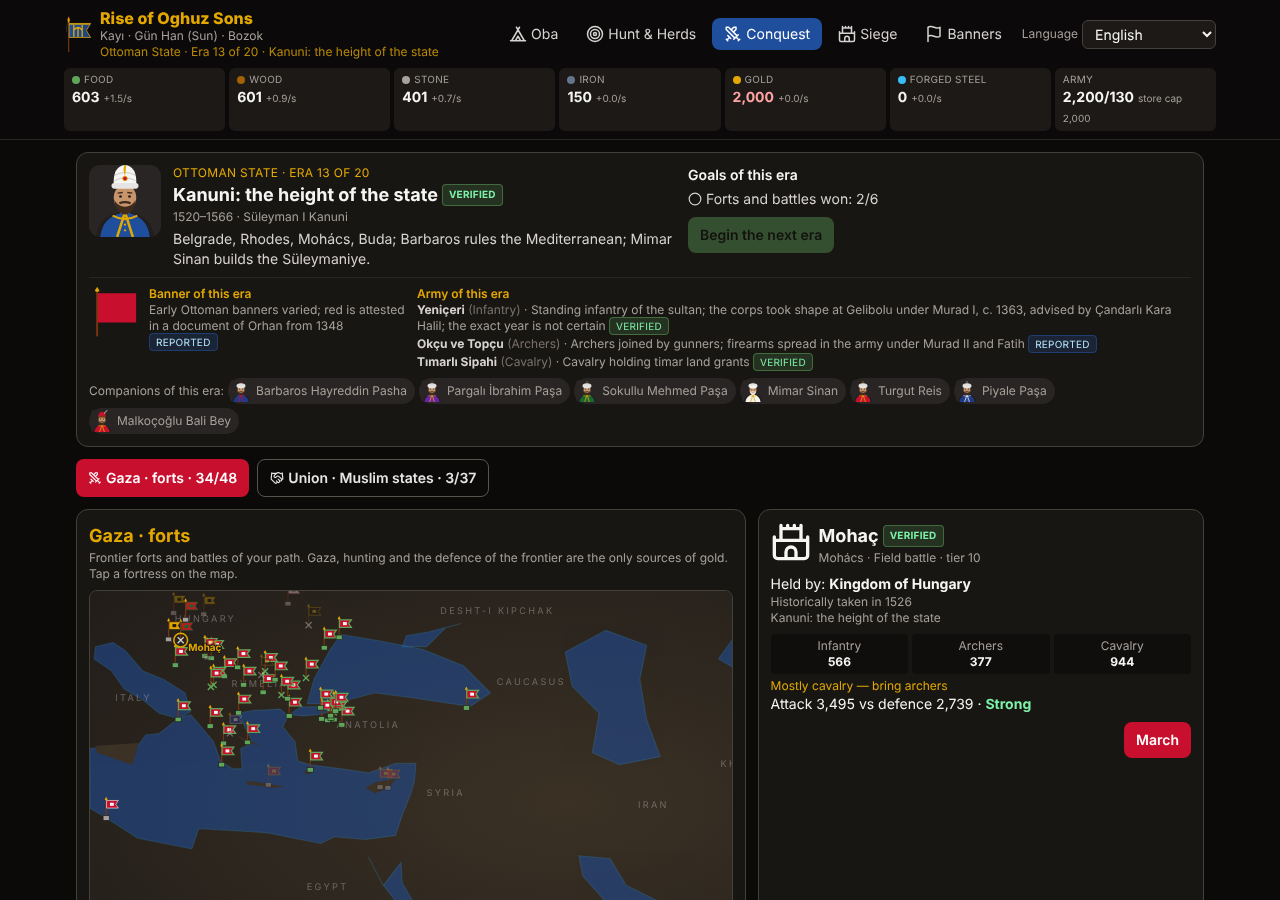 Rise of Oghuz Sons
Kayı · Gün Han (Sun) · Bozok
Ottoman State · Era 13 of 20 · Kanuni: the height of the state
Oba
Hunt & Herds
Conquest
Siege
Banners
Language
English
FOOD
603 +1.5/s
WOOD
601 +0.9/s
STONE
401 +0.7/s
IRON
150 +0.0/s
GOLD
2,000 +0.0/s
FORGED STEEL
0 +0.0/s
ARMY
2,200/130 store cap
2,000
OTTOMAN STATE · ERA 13 OF 20
Kanuni: the height of the state VERIFIED
1520–1566 · Süleyman I Kanuni
Belgrade, Rhodes, Mohács, Buda; Barbaros rules the Mediterranean; Mimar
Sinan builds the Süleymaniye.
Goals of this era
Forts and battles won: 2/6
Begin the next era
Banner of this era
Early Ottoman banners varied; red is attested
in a document of Orhan from 1348
REPORTED
Army of this era
Yeniçeri (Infantry) · Standing infantry of the sultan; the corps took shape at Gelibolu under Murad I, c. 1363, advised by Çandarlı Kara
Halil; the exact year is not certain VERIFIED
Okçu ve Topçu (Archers) · Archers joined by gunners; firearms spread in the army under Murad II and Fatih REPORTED
Tımarlı Sipahi (Cavalry) · Cavalry holding timar land grants VERIFIED
Companions of this era:
Barbaros Hayreddin Pasha
Pargalı İbrahim Paşa
Sokullu Mehmed Paşa
Mimar Sinan
Turgut Reis
Piyale Paşa
Malkoçoğlu Bali Bey
Gaza · forts · 34/48
Union · Muslim states · 3/37
Gaza · forts
Frontier forts and battles of your path. Gaza, hunting and the defence of the frontier are the only sources of gold.
Tap a fortress on the map.
DESHT-I KIPCHAK
Mohaç
CAUCASUS
ITALY
SYRIA
IRAN
EGYPT
Mohaç VERIFIED
Mohács · Field battle · tier 10
Held by: Kingdom of Hungary
Historically taken in 1526
Kanuni: the height of the state
Infantry
566
Archers
377
Cavalry
944
Mostly cavalry — bring archers
Attack 3,495 vs defence 2,739 · Strong
March